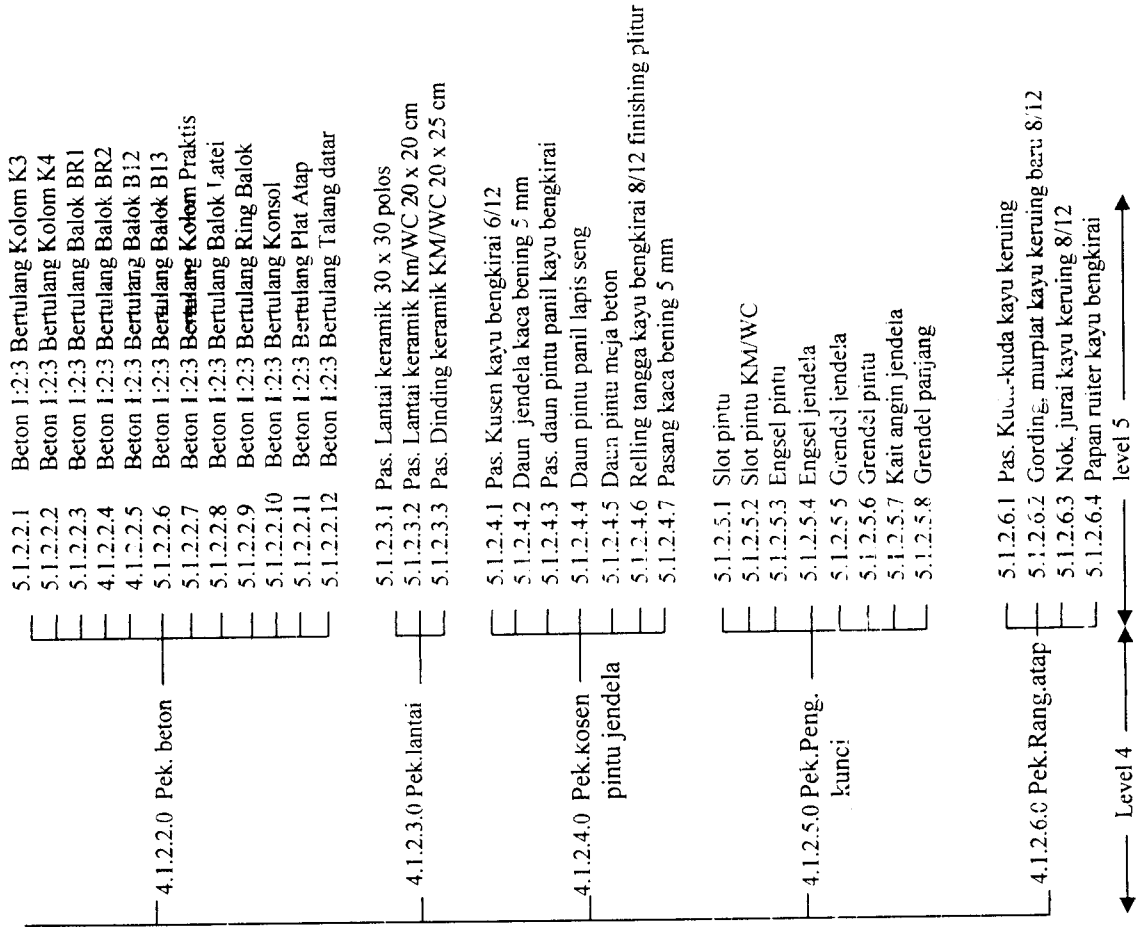 4.1.2.2.0 Pek. beton
5.1.2.2.1 Beton 1:2:3 Bertulang Kolom K3
5.1.2.2.2 Beton 1:2:3 Bertulang Kolom K4
5.1.2.2.3 Beton 1:2:3 Bertulang Balok BR1
4.1.2.2.4 Beton 1:2:3 Bertulang Balok BR2
4.1.2.2.5 Beton 1:2:3 Bertulang Balok B12
5.1.2.2.6 Beton 1:2:3 Bertulang Balok B13
5.1.2.2.7 Beton 1:2:3 Bertulang Kolom Praktis
5.1.2.2.8 Beton 1:2:3 Bertulang Balok Latei
5.1.2.2.9 Beton 1:2:3 Bertulang Ring Balok
5.1.2.2.10 Beton 1:2:3 Bertulang Konsol
5.1.2.2.11 Beton 1:2:3 Bertulang Plat Atap
5.1.2.2.12 Beton 1:2:3 Bertulang Talang datar
4.1.2.3.0 Pek.lantai
5.1.2.3.1 Pas. Lantai keramik 30 x 30 polos
5.1.2.3.2 Pas. Lantai keramik Km/WC 20 x 20 cm
5.1.2.3.3 Pas. Dinding keramik KM/WC 20 x 25 cm
4.1.2.4.0 Pek.kosen
pintu jendela
5.1.2.4.1 Pas. Kusen kayu bengkirai 6/12
5.1.2.4.2 Daun jendela kaca bening 5 mm
5.1.2.4.3 Pas. daun pintu panil kayu bengkirai
5.1.2.4.4 Daun pintu panil lapis seng
5.1.2.4.5 Daun pintu meja beton
5.1.2.4.6 Relling tangga kayu bengkirai 8/12 finishing plitur
5.1.2.4.7 Pasang kaca bening 5 mm
4.1.2.5.0 Pek.Peng.
kunci
5.1.2.5.1 Slot pintu
5.1.2.5.2 Slot pintu KM/WC
5.1.2.5.3 Engsel pintu
5.1.2.5.4 Engsel jendela
5.1.2.5.5 Grendel jendela
5.1.2.5.6 Grendel pintu
5.1.2.5.7 Kait angin jendela
5.1.2.5.8 Grendel panjang
4.1.2.6.0 Pek.Rang.atap
5.1.2.6.1 Pas. Kuda-kuda kayu keruing
5.1.2.6.2 Gording, murplat kayu keruing baru 8/12
5.1.2.6.3 Nok, jurai kayu keruing 8/12
5.1.2.6.4 Papan ruiter kayu bengkirai
Level 4
level 5